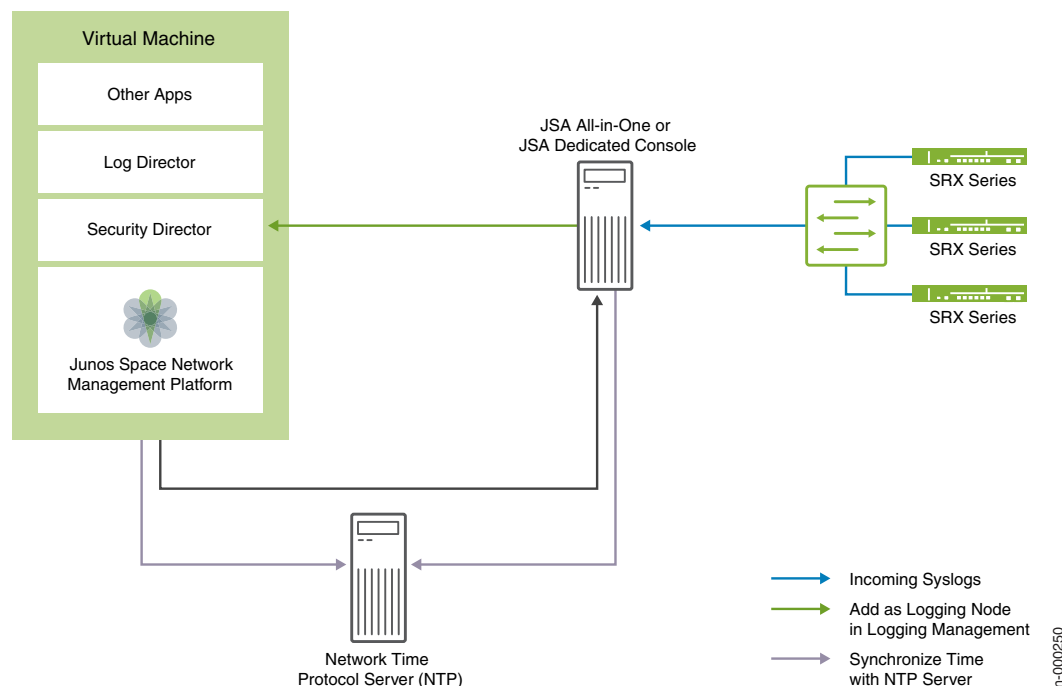 Virtual Machine
Other Apps
Log Director
Security Director
Junos Space Network
Management Platform
JSA All-in-One or
JSA Dedicated Console
SRX Series
SRX Series
SRX Series
Network Time
Protocol Server (NTP)
Incoming Syslogs
Add as Logging Node
in Logging Management
Synchronize Time
with NTP Server